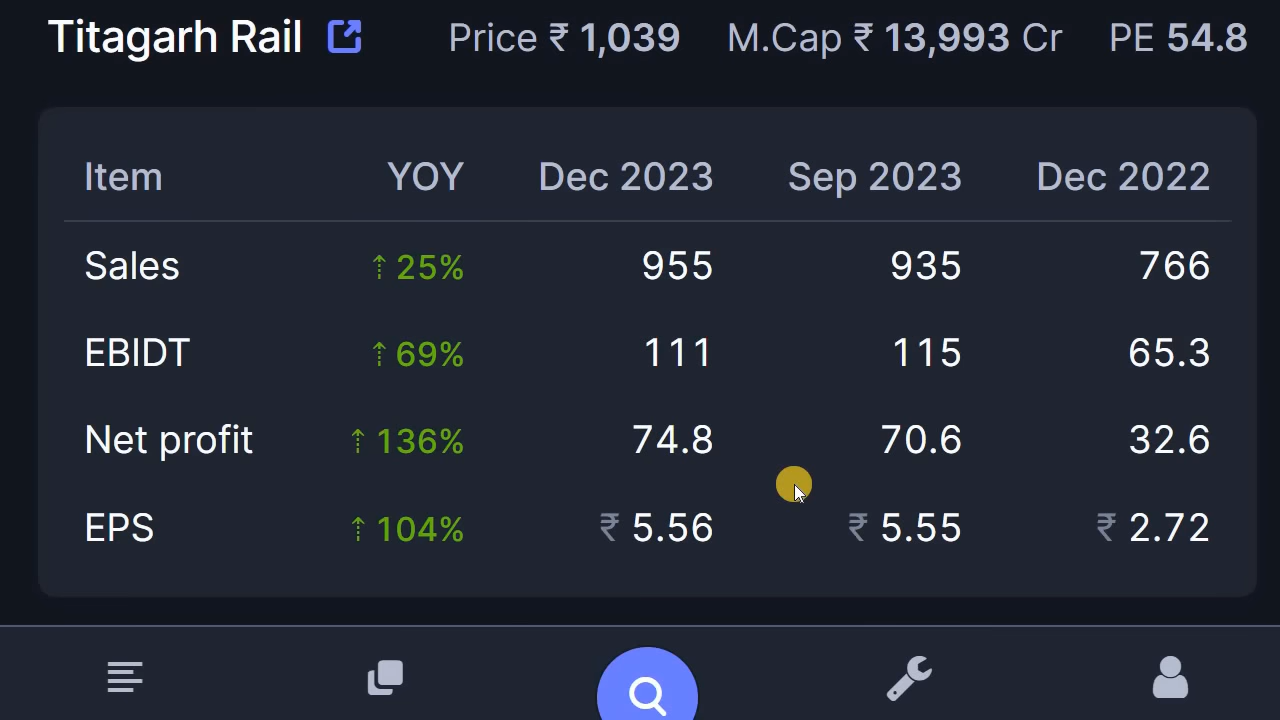 Titagarh Rail Price ₹ 1,039 M.Cap ₹ 13,993 Cr PE 54.8
Item YOY Dec 2023 Sep 2023 Dec 2022
Sales ⇡ 25% 955 935 766
EBIDT ⇡ 69% 111 115 65.3
Net profit ⇡ 136% 74.8 70.6 32.6
EPS ⇡ 104% ₹ 5.56 ₹ 5.55 ₹ 2.72